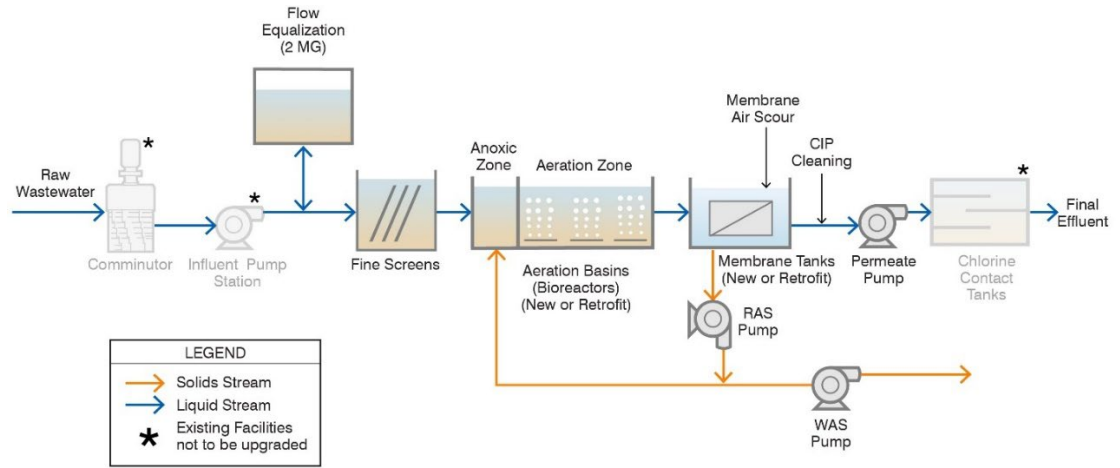 Flow
Equalization
(2 MG)
Membrane
Air Scour
Anoxic
Zone
Aeration Zone
CIP
Cleaning
*
*
*
Raw
Wastewater
Final
Effluent
Comminutor
Influent Pump
Station
Fine Screens
Aeration Basins
(Bioreactors)
(New or Retrofit)
Membrane Tanks
(New or Retrofit)
Permeate
Pump
Chlorine
Contact
Tanks
RAS
Pump
WAS
Pump
LEGEND
Solids Stream
Liquid Stream
* Existing Facilities
not to be upgraded